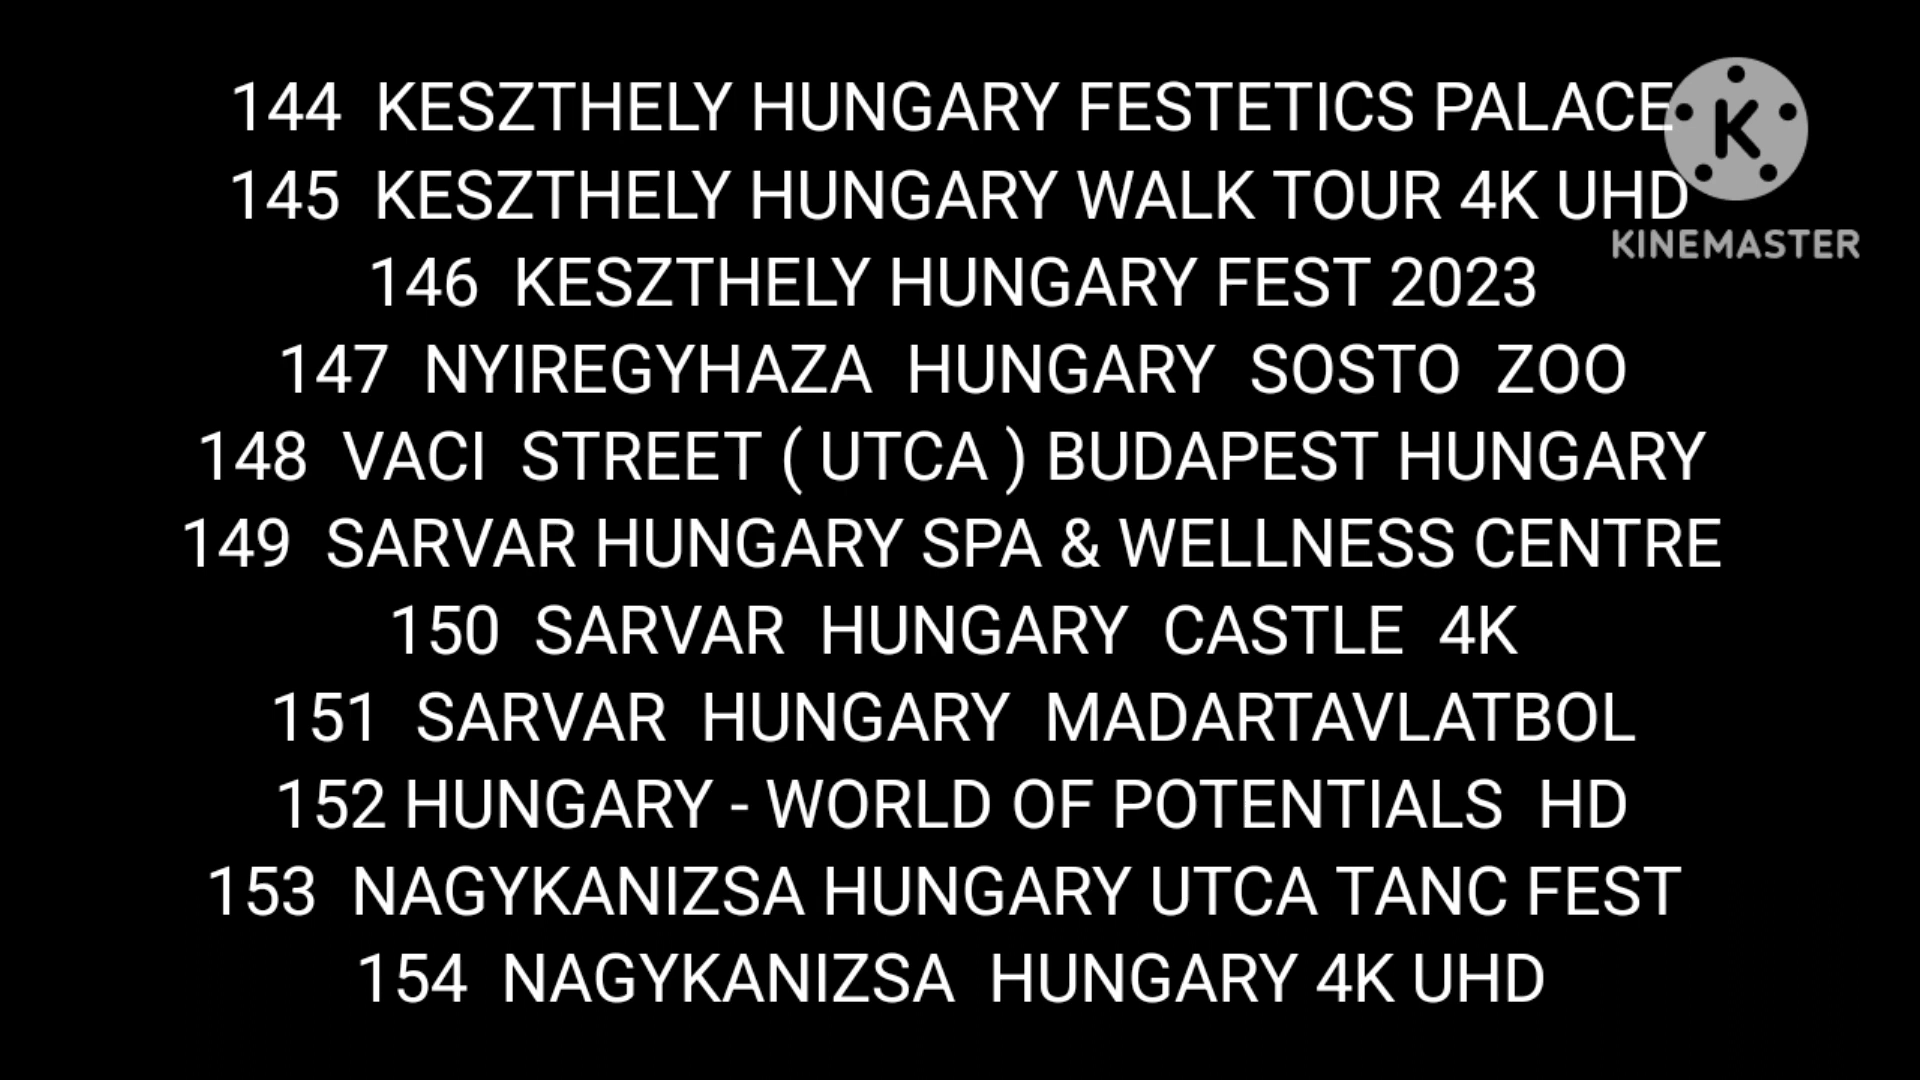 144  KESZTHELY HUNGARY FESTETICS PALACE
145  KESZTHELY HUNGARY WALK TOUR 4K UHD
KINEMASTER
146  KESZTHELY HUNGARY FEST 2023
147  NYIREGYHAZA  HUNGARY  SOSTO  ZOO
148  VACI  STREET ( UTCA ) BUDAPEST HUNGARY
149  SARVAR HUNGARY SPA & WELLNESS CENTRE
150  SARVAR  HUNGARY  CASTLE  4K
151  SARVAR  HUNGARY  MADARTAVLATBOL
152 HUNGARY - WORLD OF POTENTIALS  HD
153  NAGYKANIZSA HUNGARY UTCA TANC FEST
154  NAGYKANIZSA  HUNGARY 4K UHD